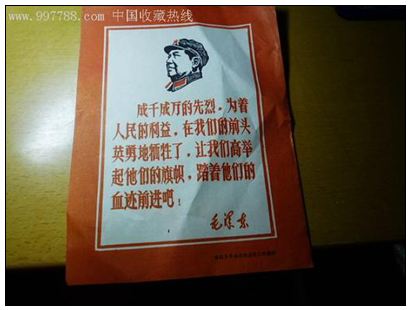 www.997788.com 中国收藏热线
成千成万的先烈，为着
人民的利益，在我们的前头
英勇地牺牲了，让我们高举
起他们的旗帜，踏着他们的
血迹前进吧！
毛泽东